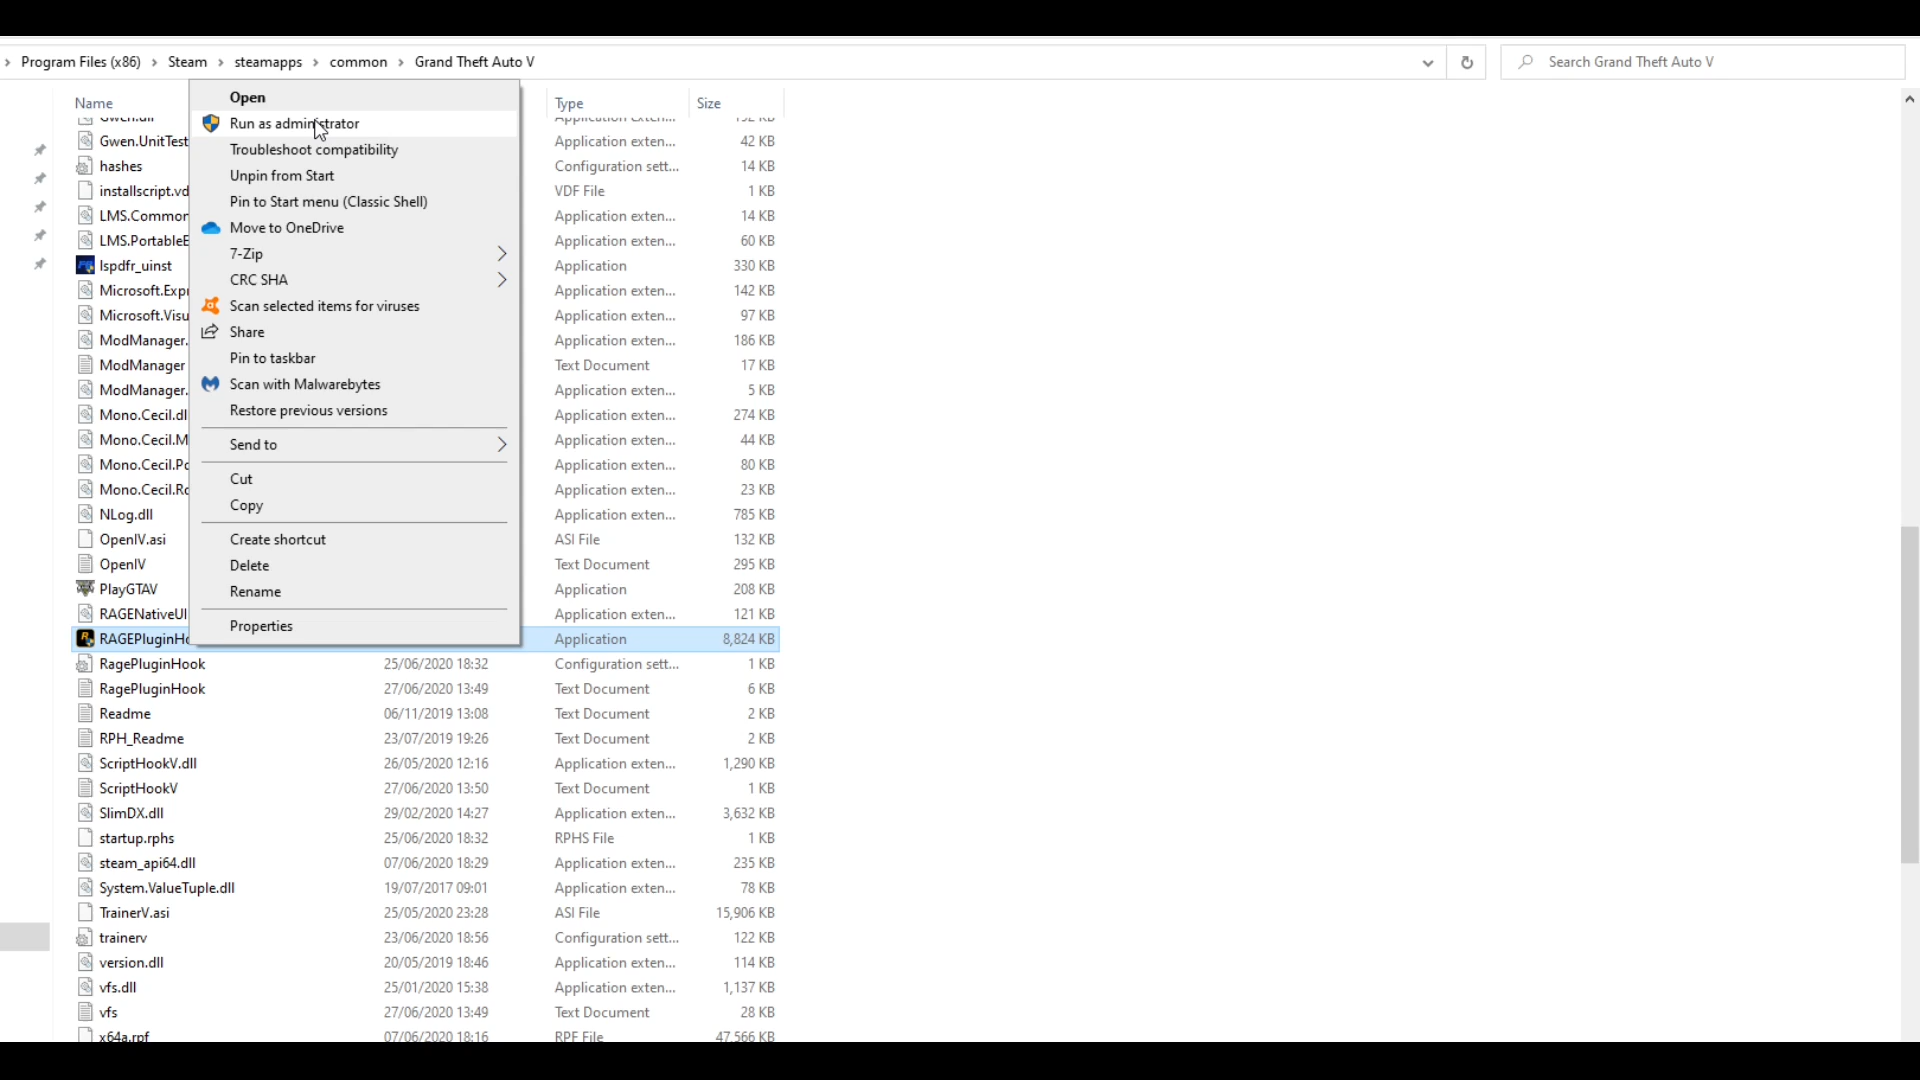 Program Files (x86) › Steam › steamapps › common › Grand Theft Auto V
Search Grand Theft Auto V
Name Type Size
Gwen.UnitTest Application exten... 42 KB
hashes Configuration sett... 14 KB
installscript.vd VDF File 1 KB
LMS.Common Application exten... 14 KB
LMS.PortableE Application exten... 60 KB
lspdfr_uinst Application 330 KB
Microsoft.Expr Application exten... 142 KB
Microsoft.Visu Application exten... 97 KB
ModManager. Application exten... 186 KB
ModManager Text Document 17 KB
ModManager. Application exten... 5 KB
Mono.Cecil.dl Application exten... 274 KB
Mono.Cecil.M Application exten... 44 KB
Mono.Cecil.Pd Application exten... 80 KB
Mono.Cecil.Ro Application exten... 23 KB
NLog.dll Application exten... 785 KB
OpenIV.asi ASI File 132 KB
OpenIV Text Document 295 KB
PlayGTAV Application 208 KB
RAGENativeUI Application exten... 121 KB
RAGEPluginHo Application 8,824 KB
RagePluginHook 25/06/2020 18:32 Configuration sett... 1 KB
RagePluginHook 27/06/2020 13:49 Text Document 6 KB
Readme 06/11/2019 13:08 Text Document 2 KB
RPH_Readme 23/07/2019 19:26 Text Document 2 KB
ScriptHookV.dll 26/05/2020 12:16 Application exten... 1,290 KB
ScriptHookV 27/06/2020 13:50 Text Document 1 KB
SlimDX.dll 29/02/2020 14:27 Application exten... 3,632 KB
startup.rphs 25/06/2020 18:32 RPHS File 1 KB
steam_api64.dll 07/06/2020 18:29 Application exten... 235 KB
System.ValueTuple.dll 19/07/2017 09:01 Application exten... 78 KB
TrainerV.asi 25/05/2020 23:28 ASI File 15,906 KB
trainerv 23/06/2020 18:56 Configuration sett... 122 KB
version.dll 20/05/2019 18:46 Application exten... 114 KB
vfs.dll 25/01/2020 15:38 Application exten... 1,137 KB
vfs 27/06/2020 13:49 Text Document 28 KB
x64a.rpf 07/06/2020 18:16 RPF File 47,566 KB
Open
Run as administrator
Troubleshoot compatibility
Unpin from Start
Pin to Start menu (Classic Shell)
Move to OneDrive
7-Zip
CRC SHA
Scan selected items for viruses
Share
Pin to taskbar
Scan with Malwarebytes
Restore previous versions
Send to
Cut
Copy
Create shortcut
Delete
Rename
Properties